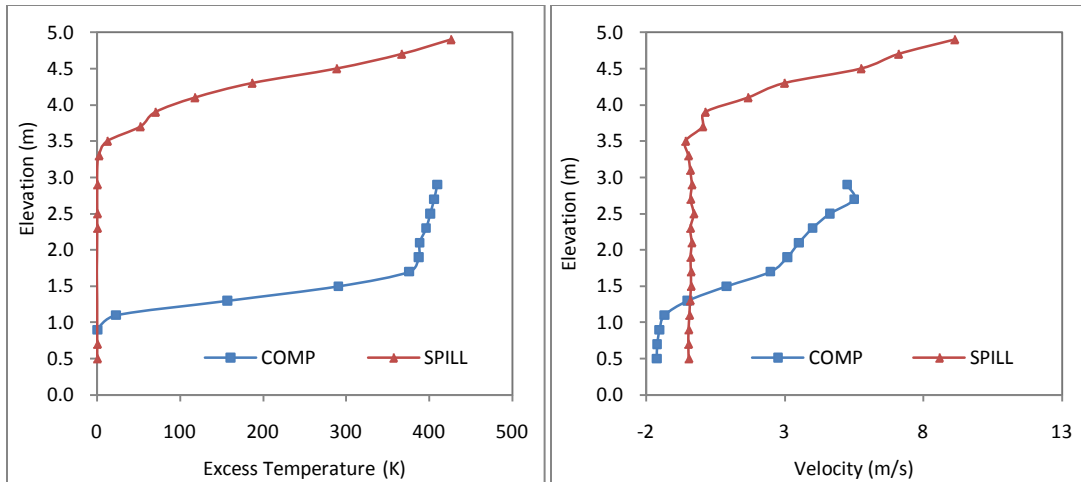 Elevation (m)
5.0
4.5
4.0
3.5
3.0
2.5
2.0
1.5
1.0
0.5
0.0
COMP SPILL
0 100 200 300 400 500
Excess Temperature (K)
Elevation (m)
5.0
4.5
4.0
3.5
3.0
2.5
2.0
1.5
1.0
0.5
0.0
COMP SPILL
-2 3 8 13
Velocity (m/s)